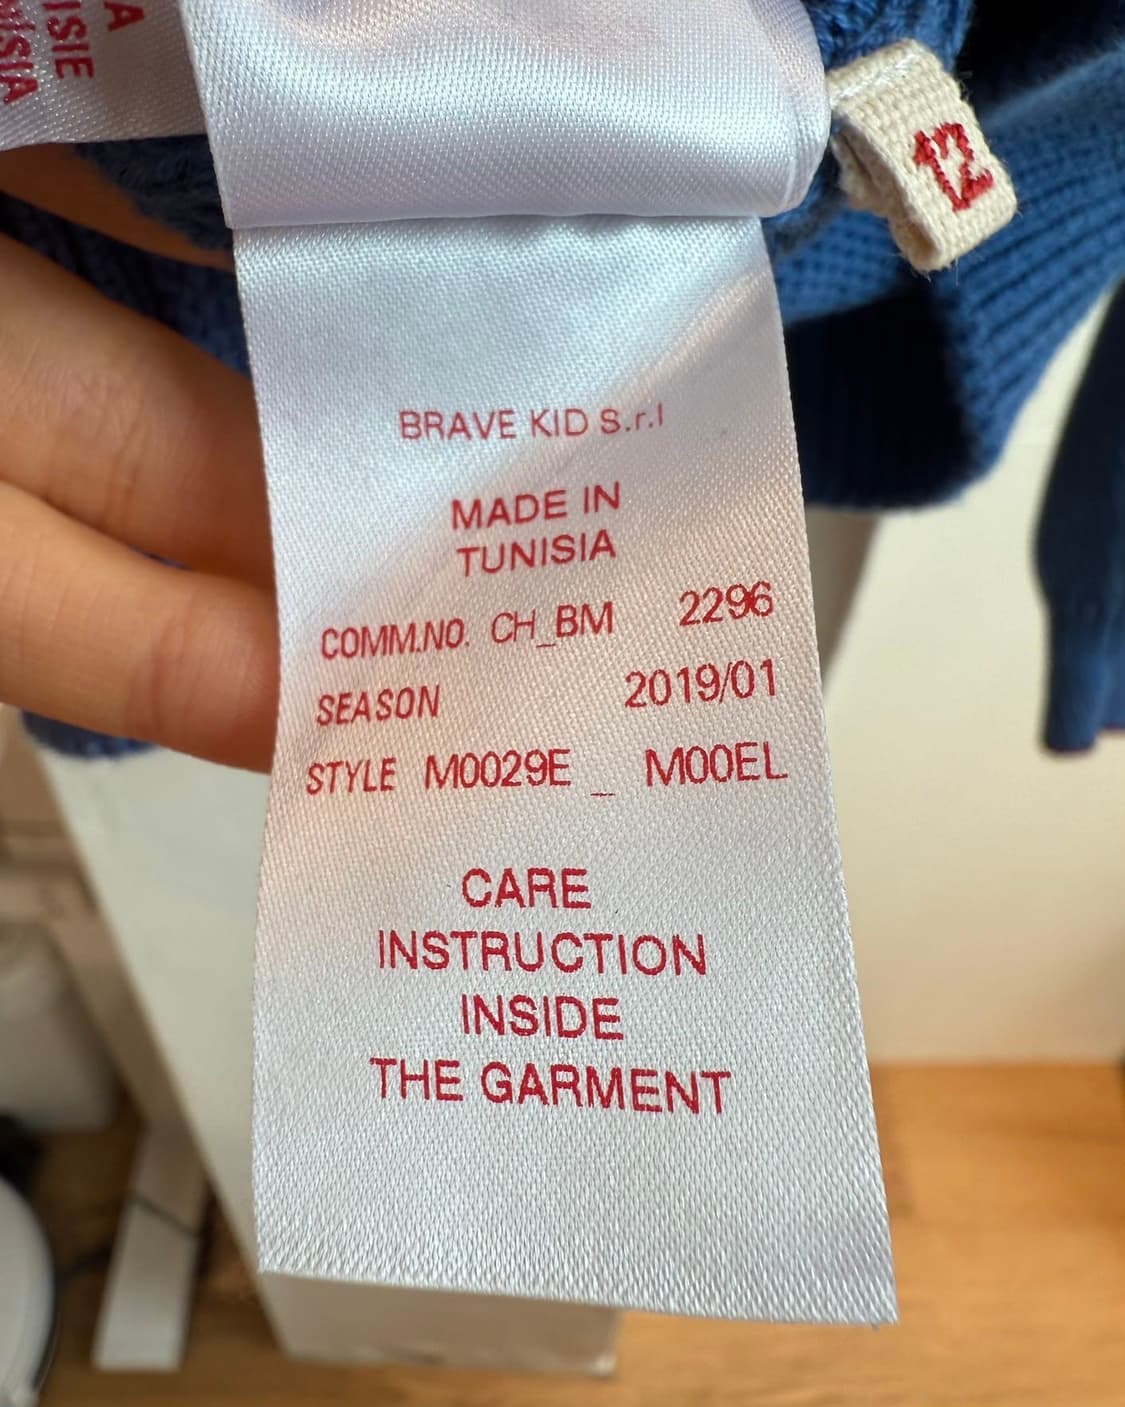 A
ISIE
12
BRAVE KID S.r.l
MADE IN
TUNISIA
COMM.NO. CH_BM 2296
SEASON 2019/01
STYLE M0029E _ M00EL
CARE
INSTRUCTION
INSIDE
THE GARMENT